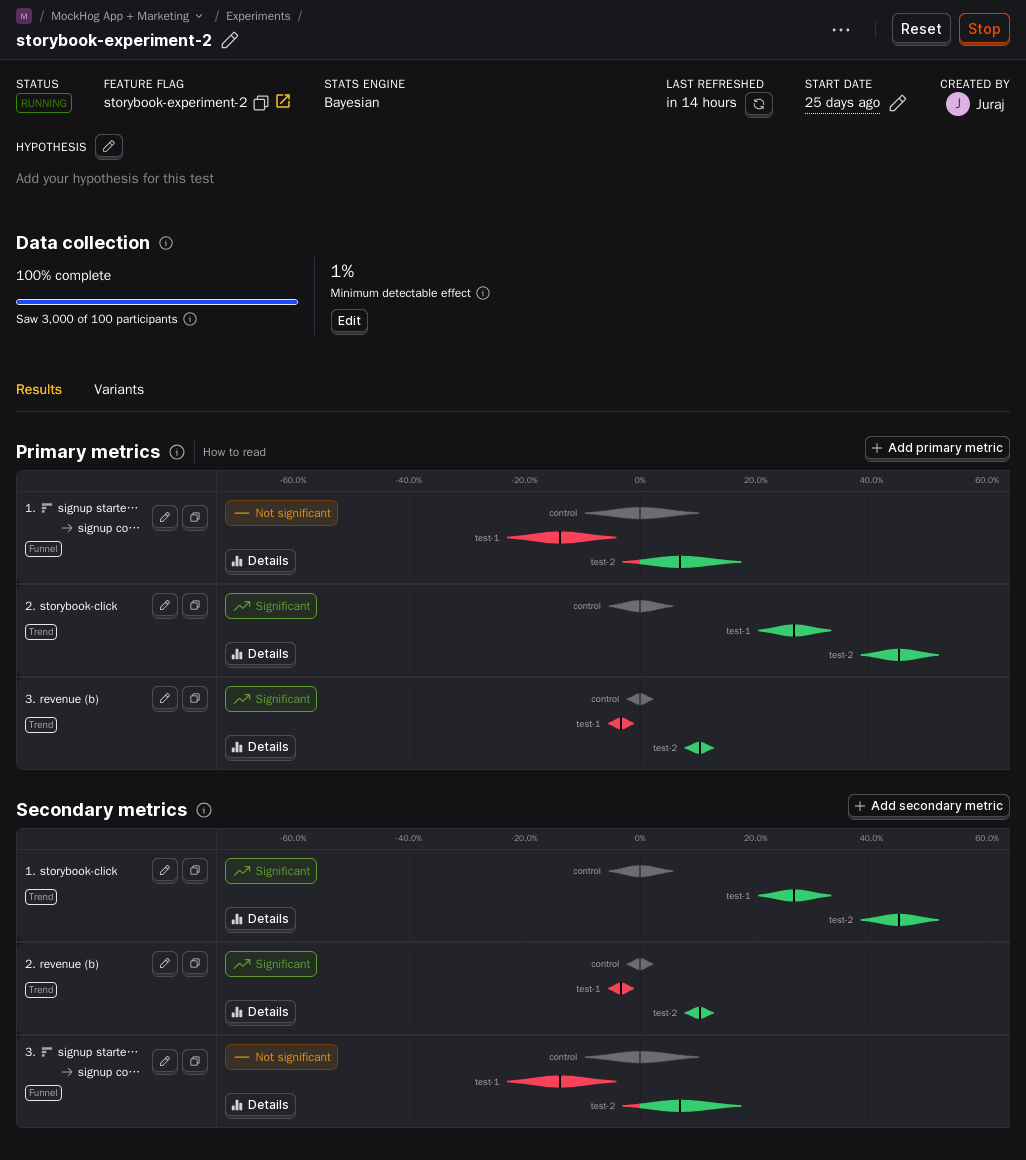 M / MockHog App + Marketing / Experiments /
storybook-experiment-2
Reset
Stop
STATUS
RUNNING
FEATURE FLAG
storybook-experiment-2
STATS ENGINE
Bayesian
LAST REFRESHED
in 14 hours
START DATE
25 days ago
CREATED BY
J Juraj
HYPOTHESIS
Add your hypothesis for this test
Data collection
100% complete
Saw 3,000 of 100 participants
1%
Minimum detectable effect
Edit
Results Variants
Primary metrics
How to read
+ Add primary metric
-60.0% -40.0% -20.0% 0% 20.0% 40.0% 60.0%
1. signup starte…
→ signup co…
Funnel
Not significant
Details
control
test-1
test-2
2. storybook-click
Trend
Significant
Details
control
test-1
test-2
3. revenue (b)
Trend
Significant
Details
control
test-1
test-2
Secondary metrics
+ Add secondary metric
-60.0% -40.0% -20.0% 0% 20.0% 40.0% 60.0%
1. storybook-click
Trend
Significant
Details
control
test-1
test-2
2. revenue (b)
Trend
Significant
Details
control
test-1
test-2
3. signup starte…
→ signup co…
Funnel
Not significant
Details
control
test-1
test-2